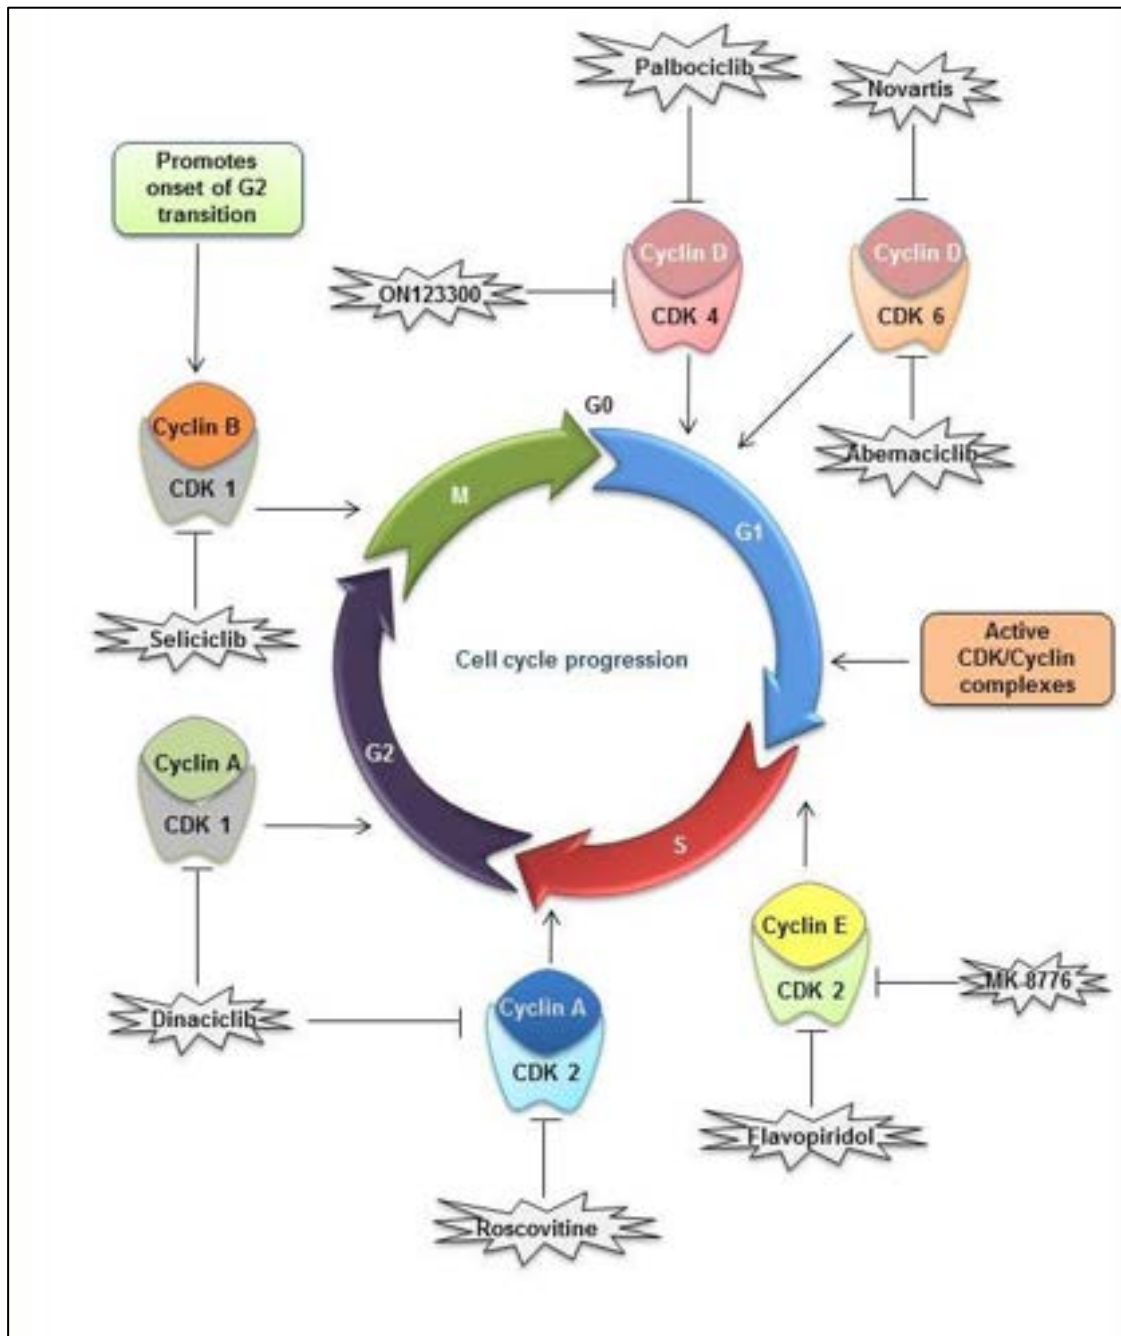 Palbociclib
Novartis
Promotes
onset of G2
transition
Cyclin D
CDK 4
Cyclin D
CDK 6
ON123300
Abemaciclib
Cyclin B
CDK 1
Seliciclib
G0
M
G1
Cell cycle progression
Active
CDK/Cyclin
complexes
G2
S
Cyclin A
CDK 1
Cyclin E
CDK 2
MK 8776
Dinaciclib
Cyclin A
CDK 2
Flavopiridol
Roscovitine